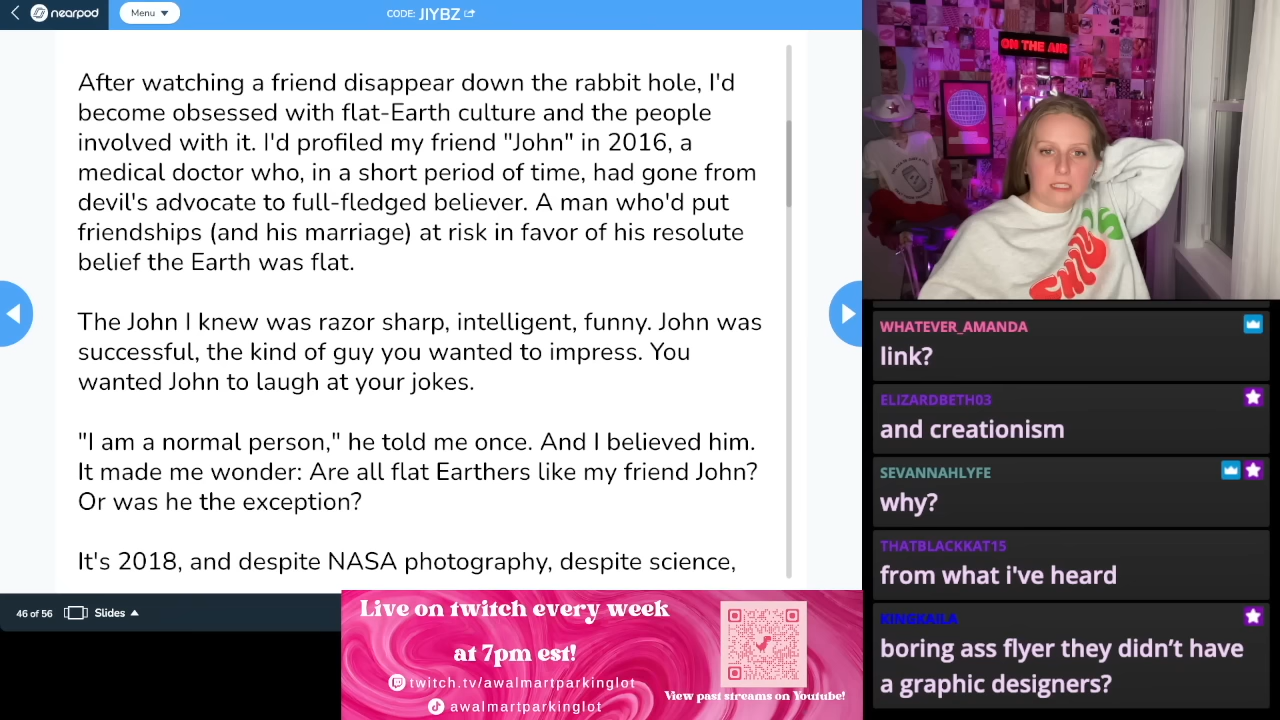 nearpod
Menu
CODE: JIYBZ
After watching a friend disappear down the rabbit hole, I'd
become obsessed with flat-Earth culture and the people
involved with it. I'd profiled my friend "John" in 2016, a
medical doctor who, in a short period of time, had gone from
devil's advocate to full-fledged believer. A man who'd put
friendships (and his marriage) at risk in favor of his resolute
belief the Earth was flat.
The John I knew was razor sharp, intelligent, funny. John was
successful, the kind of guy you wanted to impress. You
wanted John to laugh at your jokes.
"I am a normal person," he told me once. And I believed him.
It made me wonder: Are all flat Earthers like my friend John?
Or was he the exception?
It's 2018, and despite NASA photography, despite science,
46 of 56
Slides
Live on twitch every week
at 7pm est!
twitch.tv/awalmartparkinglot
awalmartparkinglot
View past streams on Youtube!
ON THE AIR
WHATEVER_AMANDA
link?
ELIZARDBETH03
and creationism
SEVANNAHLYFE
why?
THATBLACKKAT15
from what i've heard
KINGKAILA
boring ass flyer they didn't have
a graphic designers?